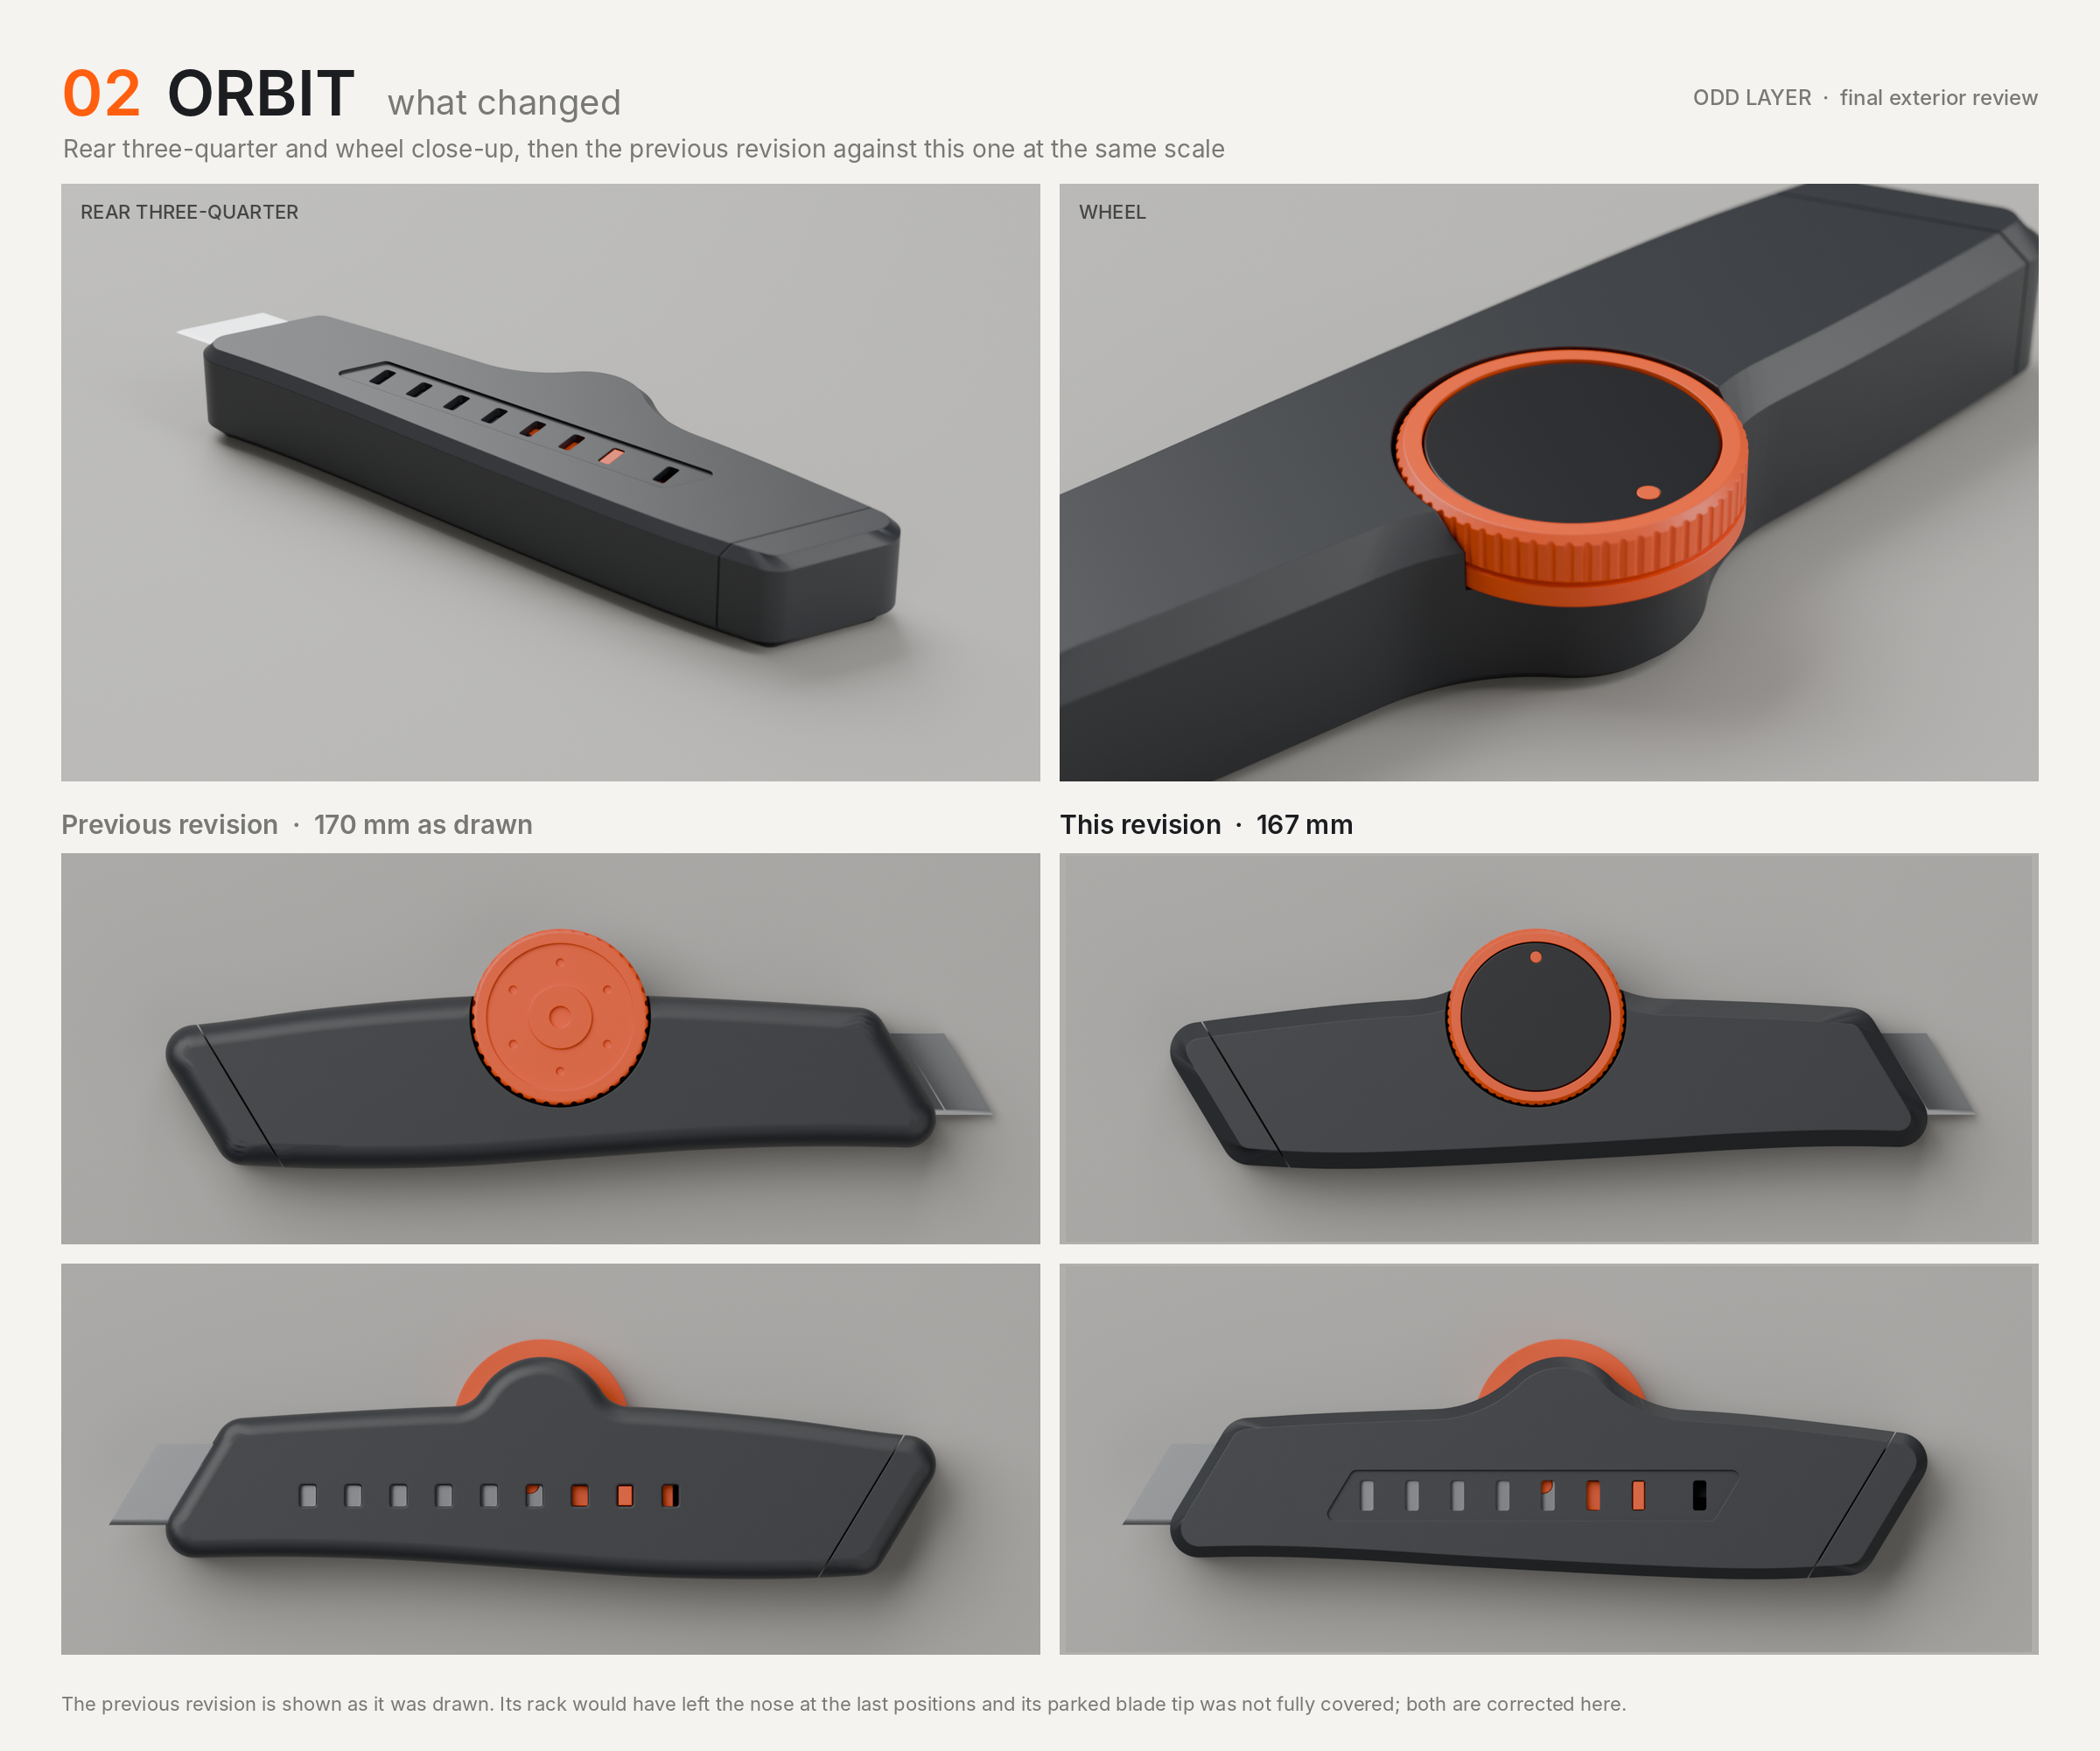 02 ORBIT what changed
ODD LAYER · final exterior review
Rear three-quarter and wheel close-up, then the previous revision against this one at the same scale
REAR THREE-QUARTER
WHEEL
Previous revision · 170 mm as drawn
This revision · 167 mm
The previous revision is shown as it was drawn. Its rack would have left the nose at the last positions and its parked blade tip was not fully covered; both are corrected here.